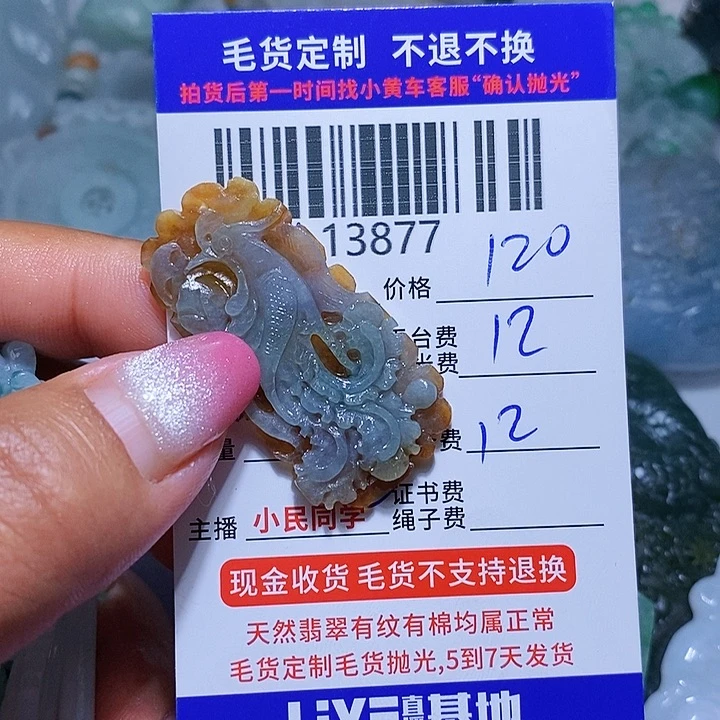 毛货定制 不退不换
拍货后第一时间找小黄车客服“确认抛光”
13877
价格 120
台费 12
光费
量 费 12
证书费
主播 小民同学 绳子费
现金收货 毛货不支持退换
天然翡翠有纹有棉均属正常
毛货定制毛货抛光,5到7天发货
基地